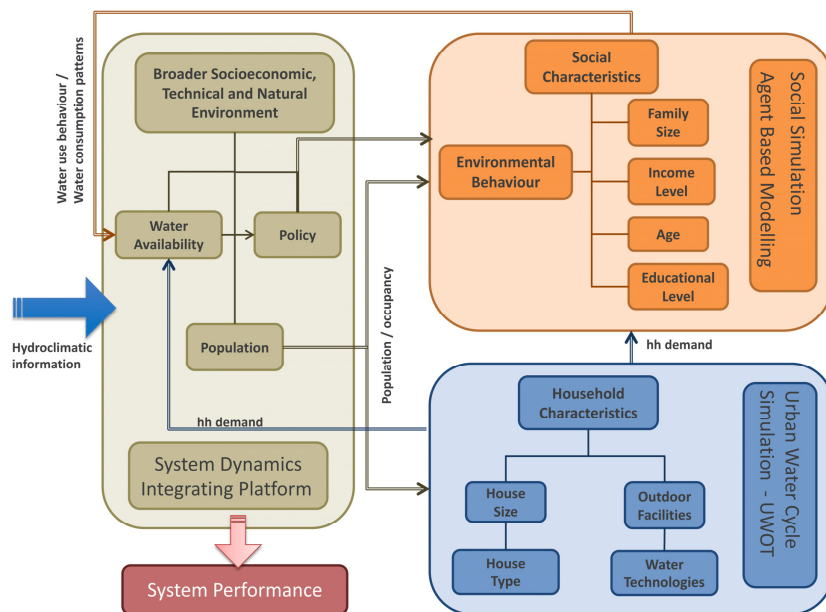 Water use behaviour /
Water consumption patterns
Broader Socioeconomic,
Technical and Natural
Environment
Water
Availability
Policy
Population
Hydroclimatic
information
hh demand
System Dynamics
Integrating Platform
System Performance
Population / occupancy
Social
Characteristics
Environmental
Behaviour
Family
Size
Income
Level
Age
Educational
Level
Social Simulation
Agent Based Modelling
hh demand
Household
Characteristics
House
Size
Outdoor
Facilities
House
Type
Water
Technologies
Urban Water Cycle
Simulation - UWOT